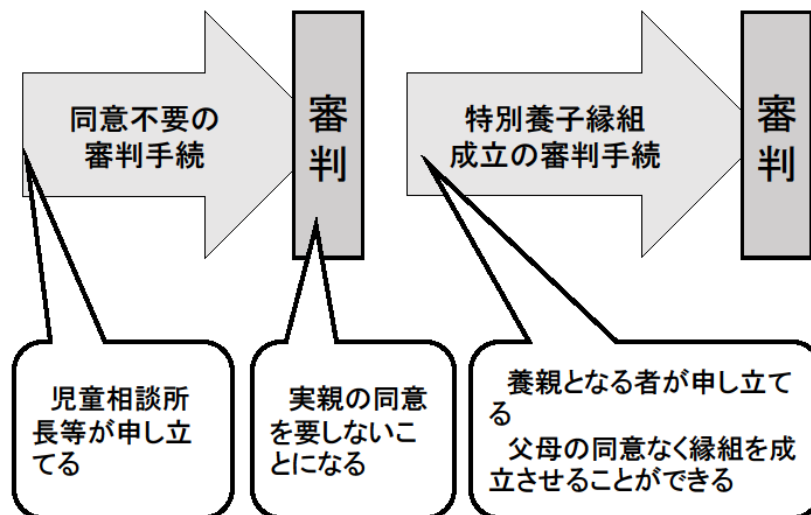 同意不要の
審判手続
審判
特別養子縁組
成立の審判手続
審判
児童相談所
長等が申し立
てる
実親の同意
を要しないこ
とになる
養親となる者が申し立て
る
父母の同意なく縁組を成
立させることができる